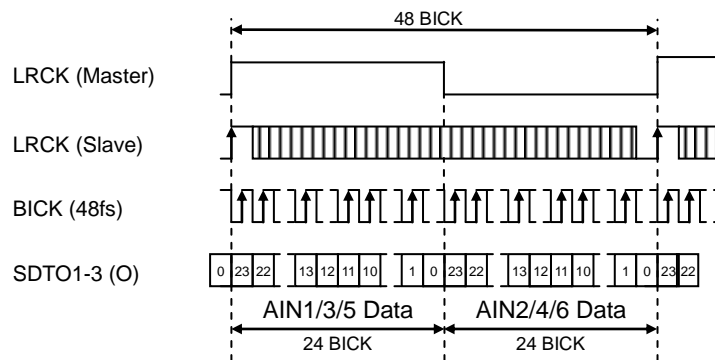 48 BICK
LRCK (Master)
LRCK (Slave)
BICK (48fs)
SDTO1-3 (O)
0 23 22 13 12 11 10 1 0 23 22 13 12 11 10 1 0 23 22
AIN1/3/5 Data AIN2/4/6 Data
24 BICK 24 BICK